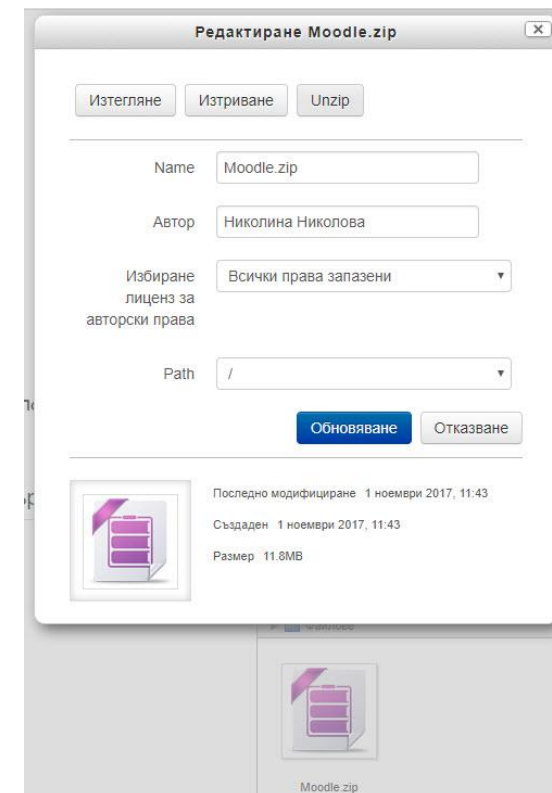 Редактиране Moodle.zip
Изтегляне Изтриване Unzip
Name Moodle.zip
Автор Николина Николова
Избиране Всички права запазени
лиценз за
авторски права
Path /
Обновяване Отказване
Последно модифициране 1 ноември 2017, 11:43
Създаден 1 ноември 2017, 11:43
Размер 11.8MB
Файлове
Moodle.zip